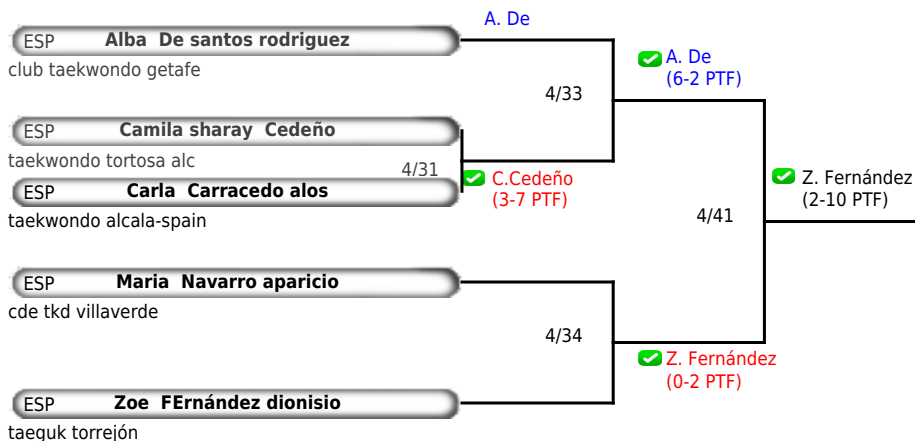 A. De
ESP Alba De santos rodriguez
club taekwondo getafe
A. De
(6-2 PTF)
4/33
ESP Camila sharay Cedeño
taekwondo tortosa alc
4/31
C.Cedeño
(3-7 PTF)
ESP Carla Carracedo alos
taekwondo alcala-spain
Z. Fernández
(2-10 PTF)
4/41
ESP Maria Navarro aparicio
cde tkd villaverde
4/34
Z. Fernández
(0-2 PTF)
ESP Zoe FErnández dionisio
taeguk torrejón